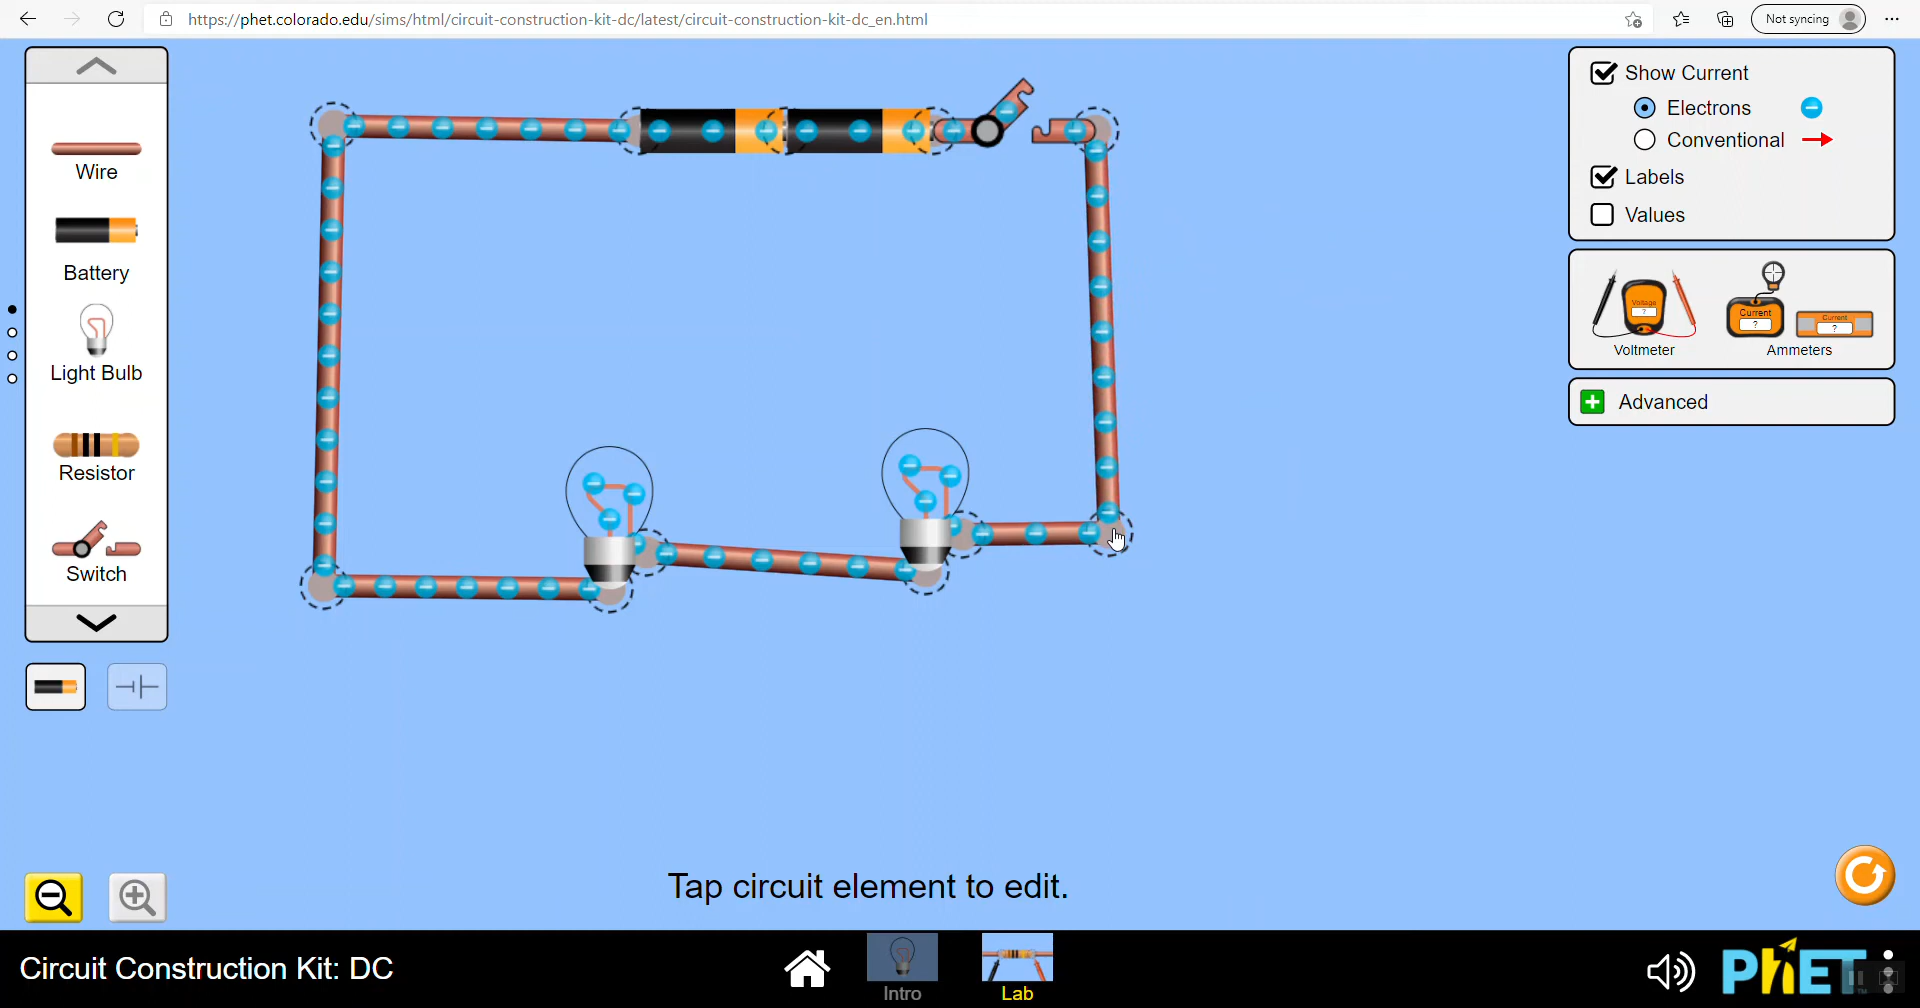 https://phet.colorado.edu/sims/html/circuit-construction-kit-dc/latest/circuit-construction-kit-dc_en.html
Not syncing
Wire
Battery
Light Bulb
Resistor
Switch
Show Current
Electrons
Conventional
Labels
Values
Voltage
?
Current
?
Current
?
Voltmeter
Ammeters
Advanced
Tap circuit element to edit.
Circuit Construction Kit: DC
Intro
Lab
PhET